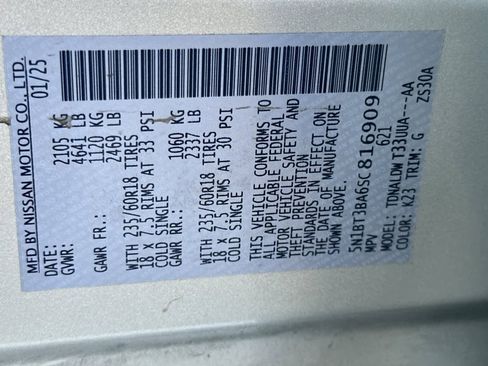 MFD BY NISSAN MOTOR CO., LTD.
DATE: 01/25
GVWR: 2105 KG
4641 LB
GAWR FR: 1120 KG
2469 LB
WITH 235/60R18 TIRES
18 x 7.5 RIMS AT 33 PSI
COLD SINGLE
GAWR RR: 1060 KG
2337 LB
WITH 235/60R18 TIRES
18 x 7.5 RIMS AT 30 PSI
COLD SINGLE
THIS VEHICLE CONFORMS TO
ALL APPLICABLE FEDERAL
MOTOR VEHICLE SAFETY AND
THEFT PREVENTION
STANDARDS IN EFFECT ON
THE DATE OF MANUFACTURE
SHOWN ABOVE.
5N1BT3BA6SC816909
MPV 621
MODEL: TDNALDW T33UUA---AA
COLOR: K23 TRIM: G ZS30A